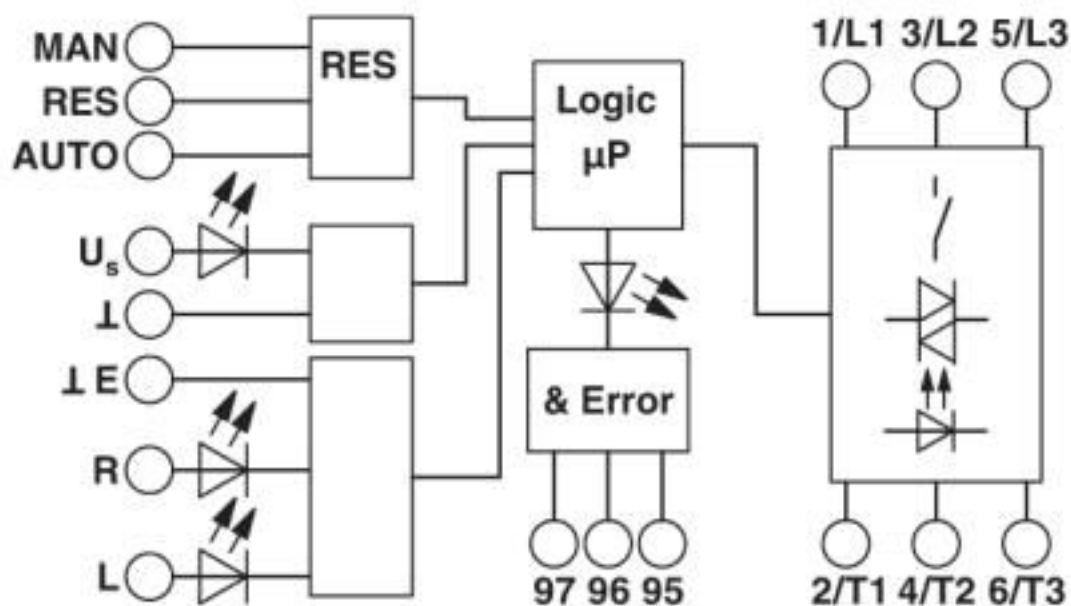 MAN
RES
AUTO
RES
Us
⊥
⊥ E
R
L
Logic
µP
& Error
97 96 95
1/L1 3/L2 5/L3
2/T1 4/T2 6/T3